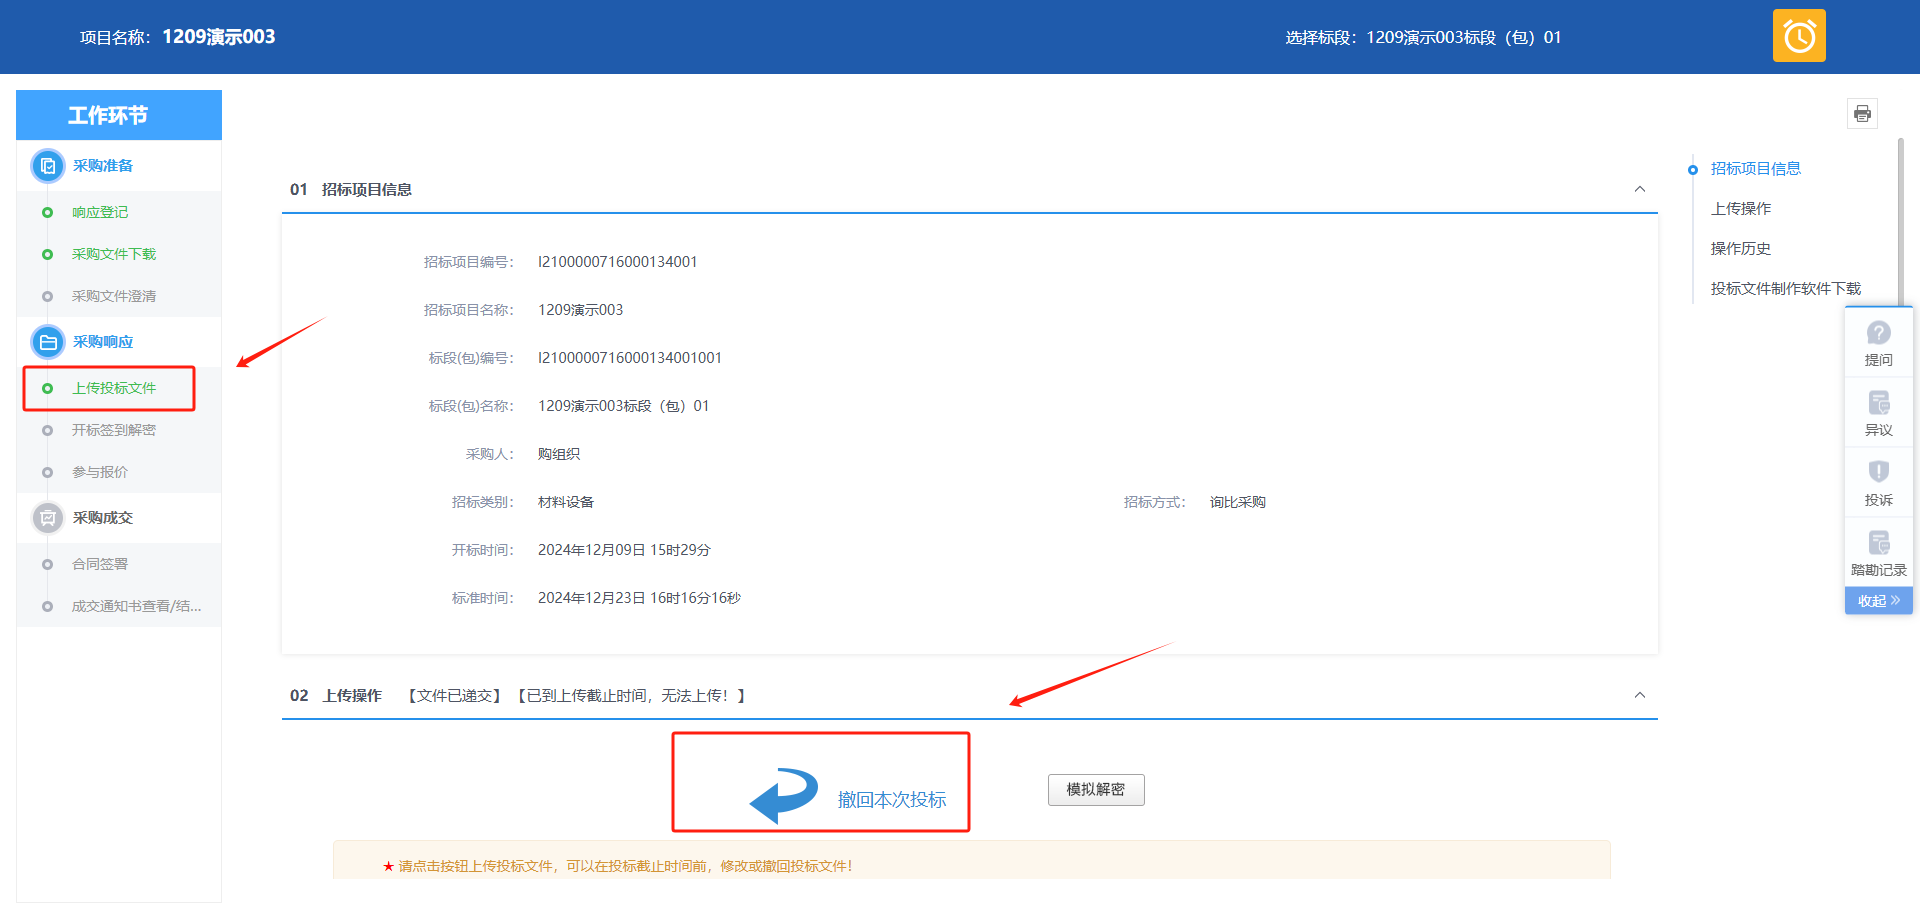 项目名称：1209演示003
选择标段：1209演示003标段（包）01
工作环节
采购准备
响应登记
采购文件下载
采购文件澄清
采购响应
上传投标文件
开标签到解密
参与报价
采购成交
合同签署
成交通知书查看/结...
01 招标项目信息
招标项目编号： I2100000716000134001
招标项目名称： 1209演示003
标段(包)编号： I2100000716000134001001
标段(包)名称： 1209演示003标段（包）01
采购人： 购组织
招标类别： 材料设备
招标方式： 询比采购
开标时间： 2024年12月09日 15时29分
标准时间： 2024年12月23日 16时16分16秒
02 上传操作 【文件已递交】【已到上传截止时间，无法上传！】
撤回本次投标
模拟解密
★ 请点击按钮上传投标文件，可以在投标截止时间前，修改或撤回投标文件！
招标项目信息
上传操作
操作历史
投标文件制作软件下载
提问
异议
投诉
踏勘记录
收起 »